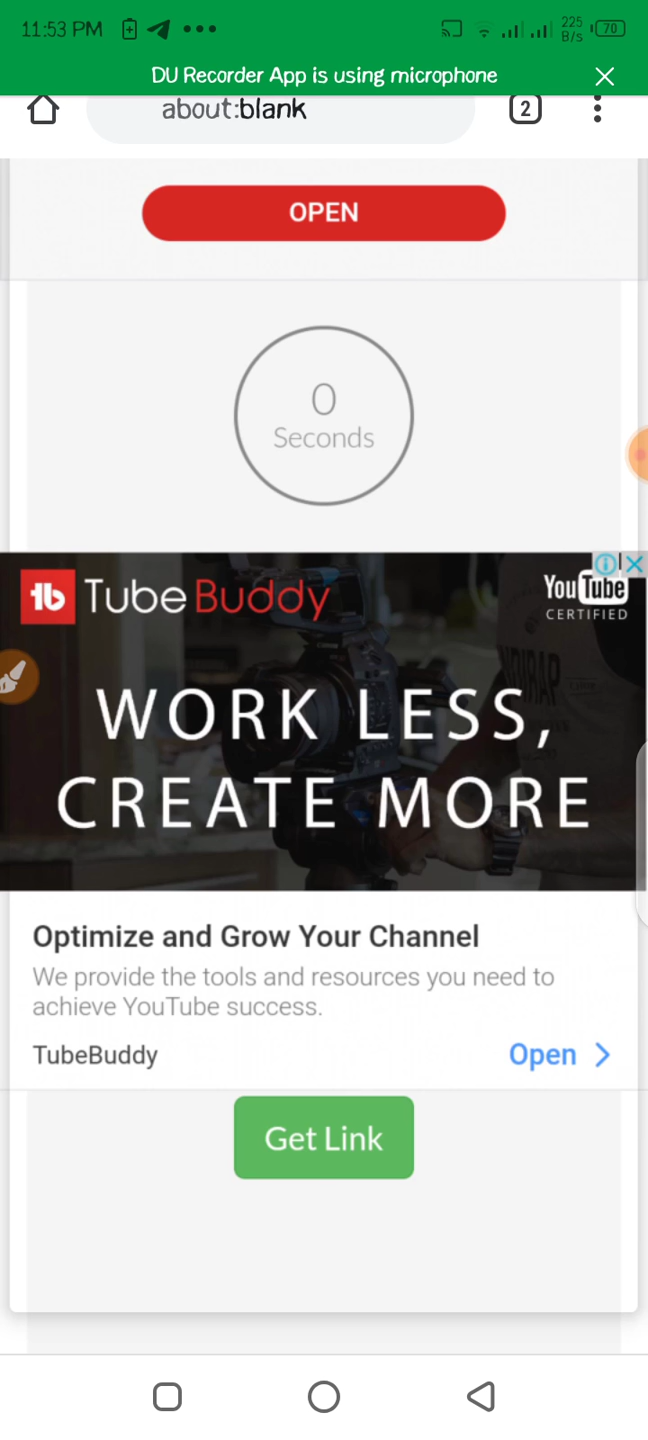 11:53 PM
225
B/s
70
DU Recorder App is using microphone
about:blank
2
OPEN
0
Seconds
tb TubeBuddy
YouTube
CERTIFIED
WORK LESS,
CREATE MORE
Optimize and Grow Your Channel
We provide the tools and resources you need to
achieve YouTube success.
TubeBuddy
Open
Get Link